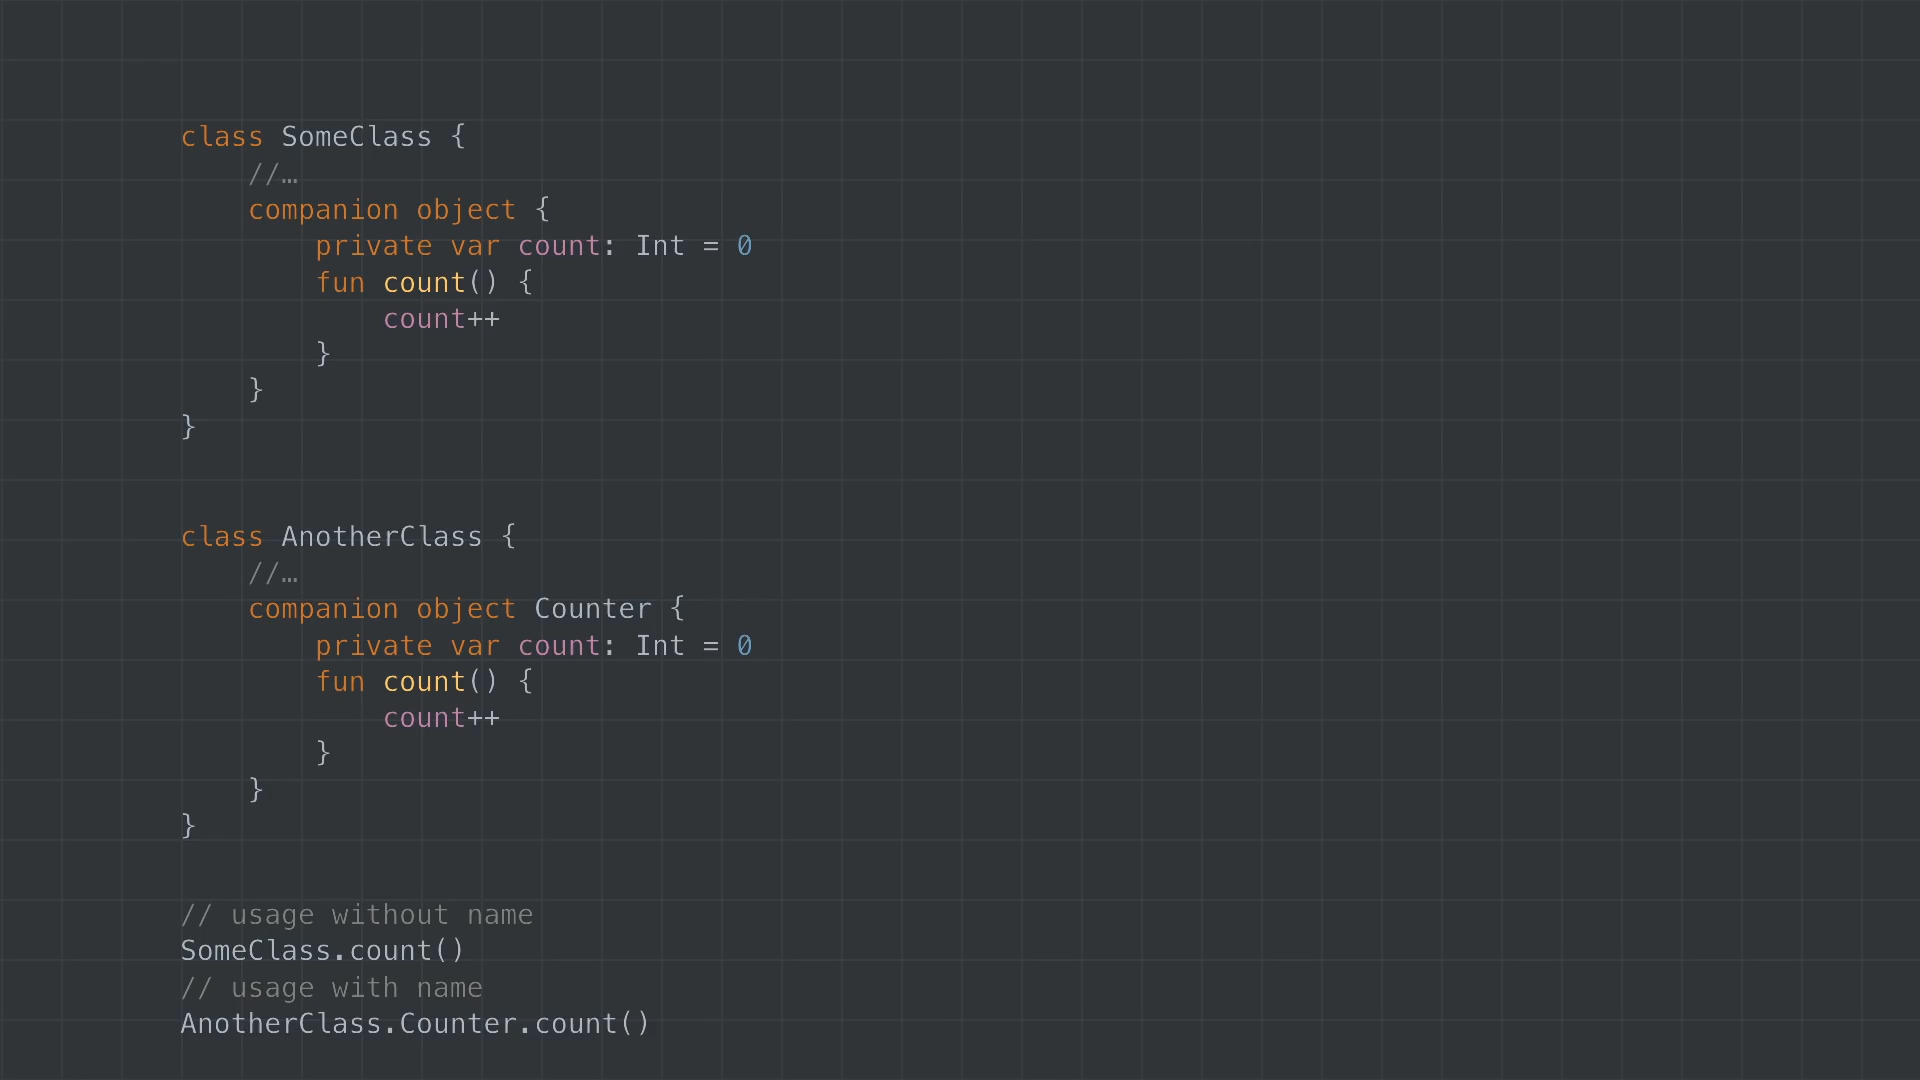 class SomeClass {
    //…
    companion object {
        private var count: Int = 0
        fun count() {
            count++
        }
    }
}
class AnotherClass {
    //…
    companion object Counter {
        private var count: Int = 0
        fun count() {
            count++
        }
    }
}
// usage without name
SomeClass.count()
// usage with name
AnotherClass.Counter.count()